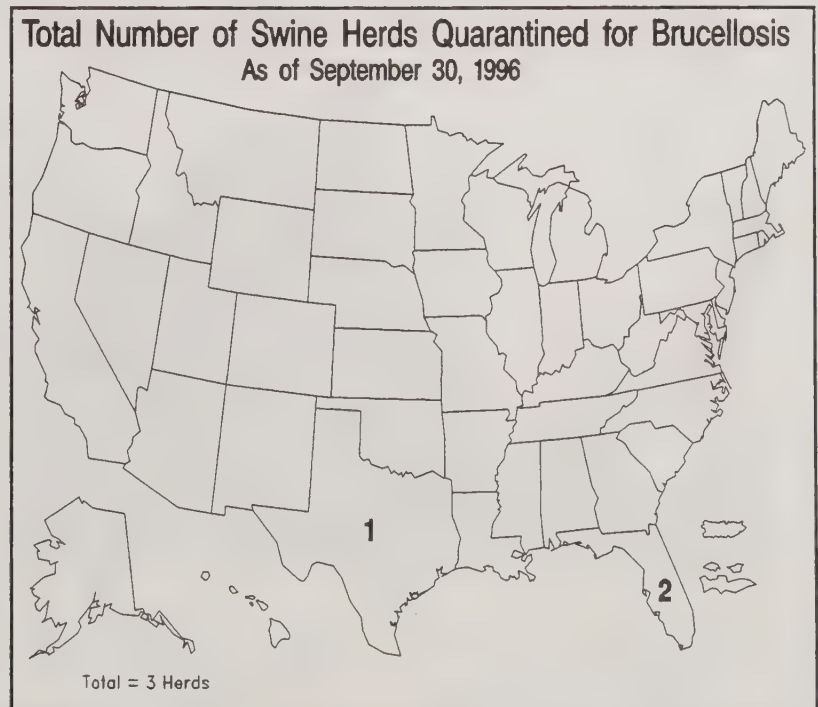 Total Number of Swine Herds Quarantined for Brucellosis
As of September 30, 1996
1
2
Total = 3 Herds